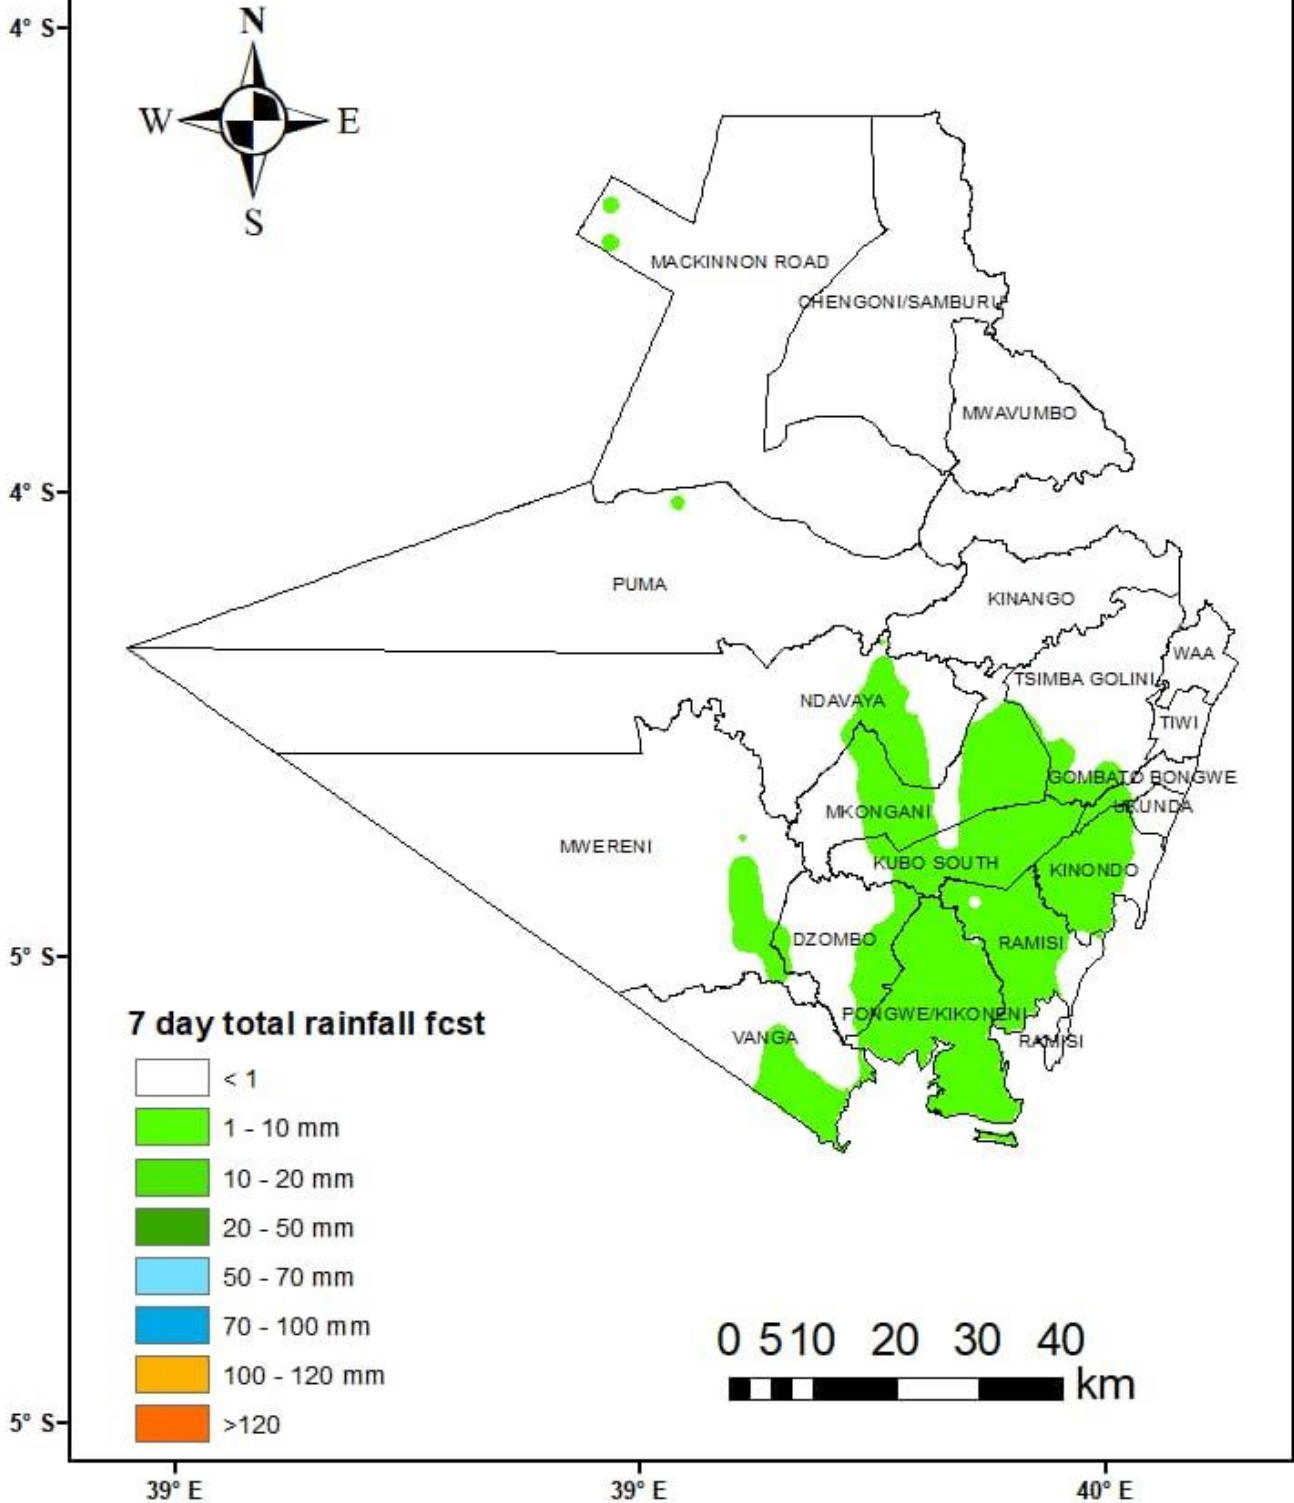 4° S
N
W E
S
MACKINNON ROAD
CHENGONI/SAMBURU
MWAVUMBO
4° S
PUMA
KINANGO
WAA
TSIMBA GOLINI
NDAVAYA
TIWI
GOMBATO BONGWE
UKUNDA
MKONGANI
MWERENI
KUBO SOUTH
KINONDO
DZOMBO
RAMISI
5° S
PONGWE/KIKONENI
VANGA
RAMISI
7 day total rainfall fcst
< 1
1 - 10 mm
10 - 20 mm
20 - 50 mm
50 - 70 mm
70 - 100 mm
100 - 120 mm
>120
0 5 10 20 30 40
km
5° S
39° E 39° E 40° E